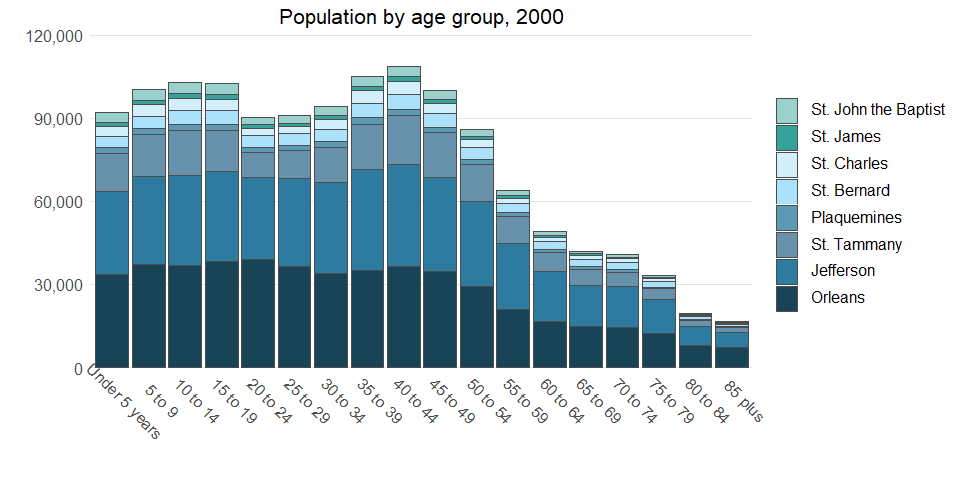 Population by age group, 2000
120,000
90,000
60,000
30,000
0
Under 5 years
5 to 9
10 to 14
15 to 19
20 to 24
25 to 29
30 to 34
35 to 39
40 to 44
45 to 49
50 to 54
55 to 59
60 to 64
65 to 69
70 to 74
75 to 79
80 to 84
85 plus
St. John the Baptist
St. James
St. Charles
St. Bernard
Plaquemines
St. Tammany
Jefferson
Orleans